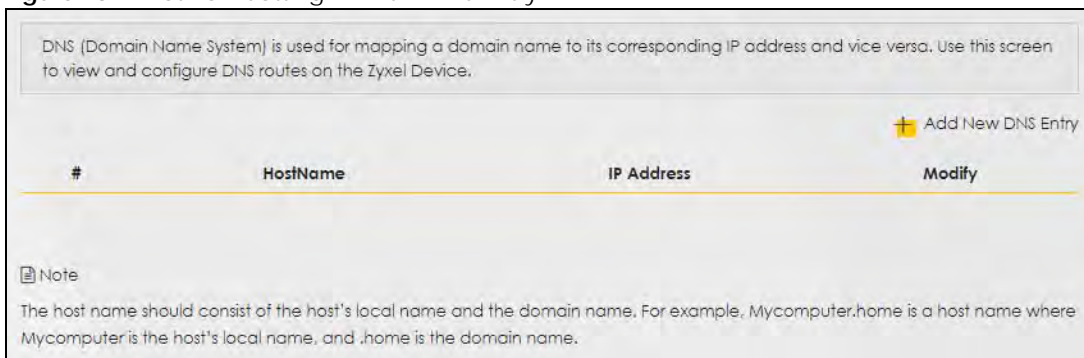 DNS (Domain Name System) is used for mapping a domain name to its corresponding IP address and vice versa. Use this screen
to view and configure DNS routes on the Zyxel Device.
Add New DNS Entry
# HostName IP Address Modify
Note
The host name should consist of the host's local name and the domain name. For example, Mycomputer.home is a host name where
Mycomputer is the host's local name, and .home is the domain name.